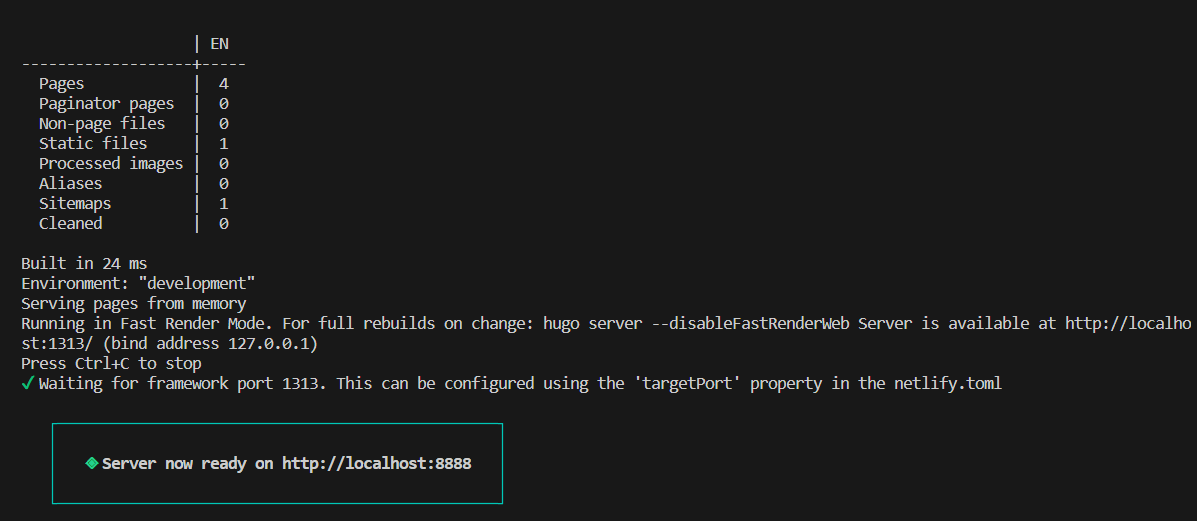 | EN
-------------------+-----
Pages | 4
Paginator pages | 0
Non-page files | 0
Static files | 1
Processed images | 0
Aliases | 0
Sitemaps | 1
Cleaned | 0
Built in 24 ms
Environment: "development"
Serving pages from memory
Running in Fast Render Mode. For full rebuilds on change: hugo server --disableFastRenderWeb Server is available at http://localho
st:1313/ (bind address 127.0.0.1)
Press Ctrl+C to stop
✓ Waiting for framework port 1313. This can be configured using the 'targetPort' property in the netlify.toml
◈ Server now ready on http://localhost:8888